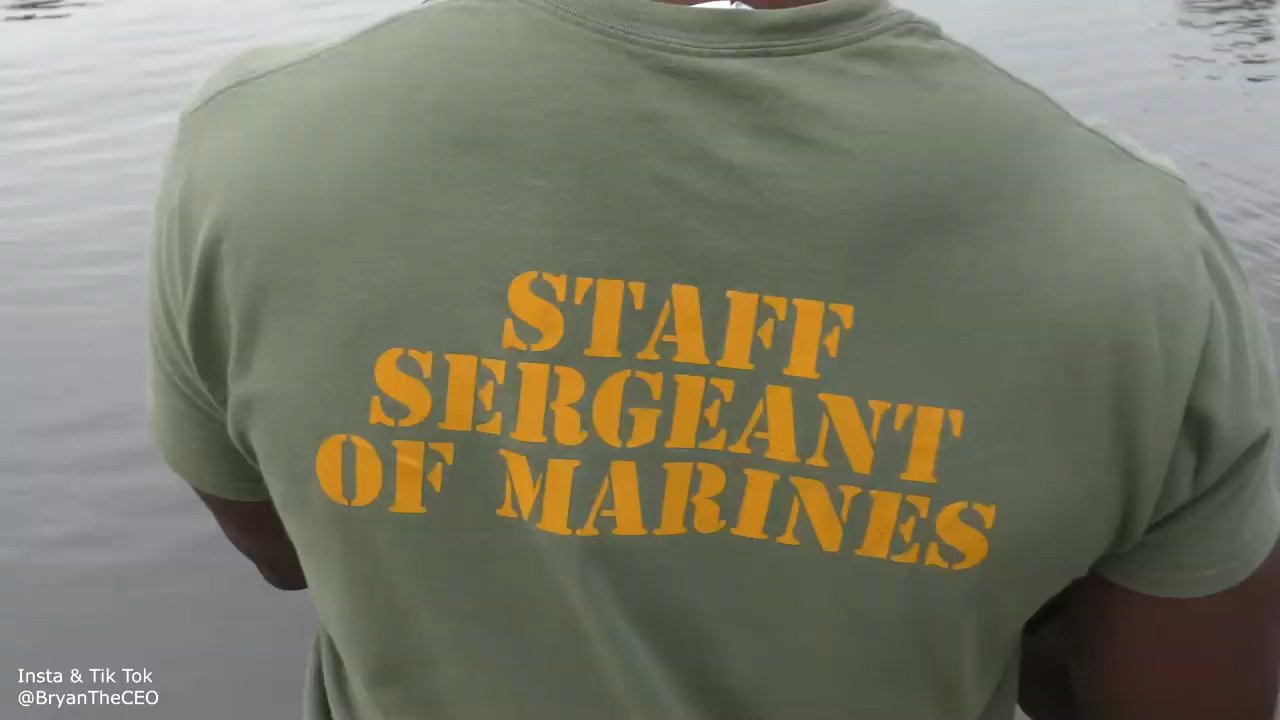 STAFF
SERGEANT
OF MARINES
Insta & Tik Tok
@BryanTheCEO